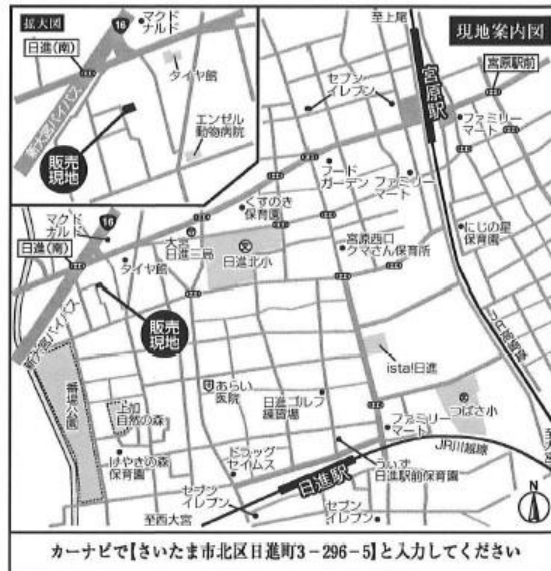 拡大図
16
マクド
ナルド
日進(南)
タイヤ館
エンゼル
動物病院
新大宮バイパス
販売
現地
現地案内図
至上尾
宮原駅
宮原駅前
セブン
イレブン
ファミリー
マート
フード
ガーデン
ファミリー
マート
くすのき
保育園
マクド
ナルド
16
日進(南)
大宮
日進三局
文
日進北小
宮原西口
クマさん保育所
にじの星
保育園
タイヤ館
販売
現地
新大宮バイパス
JR高崎線
ista!日進
番場公園
上加
自然の森
あらい
医院
日進ゴルフ
練習場
文
つばさ小
ファミリー
マート
至大宮
けやきの森
保育園
ドラッグ
セイムス
JR川越線
うぃず
日進駅前保育園
日進駅
セブン
イレブン
至西大宮
セブン
イレブン
N
カーナビで【さいたま市北区日進町3-296-5】と入力してください